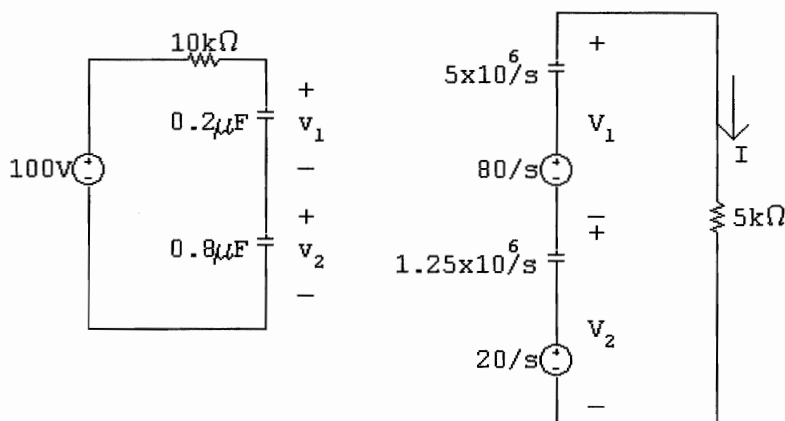 10kΩ
+
0.2μF
v₁
−
100V
+
0.8μF
v₂
−
+
5x10⁶/s
V₁
80/s
−
+
1.25x10⁶/s
V₂
20/s
−
I
5kΩ